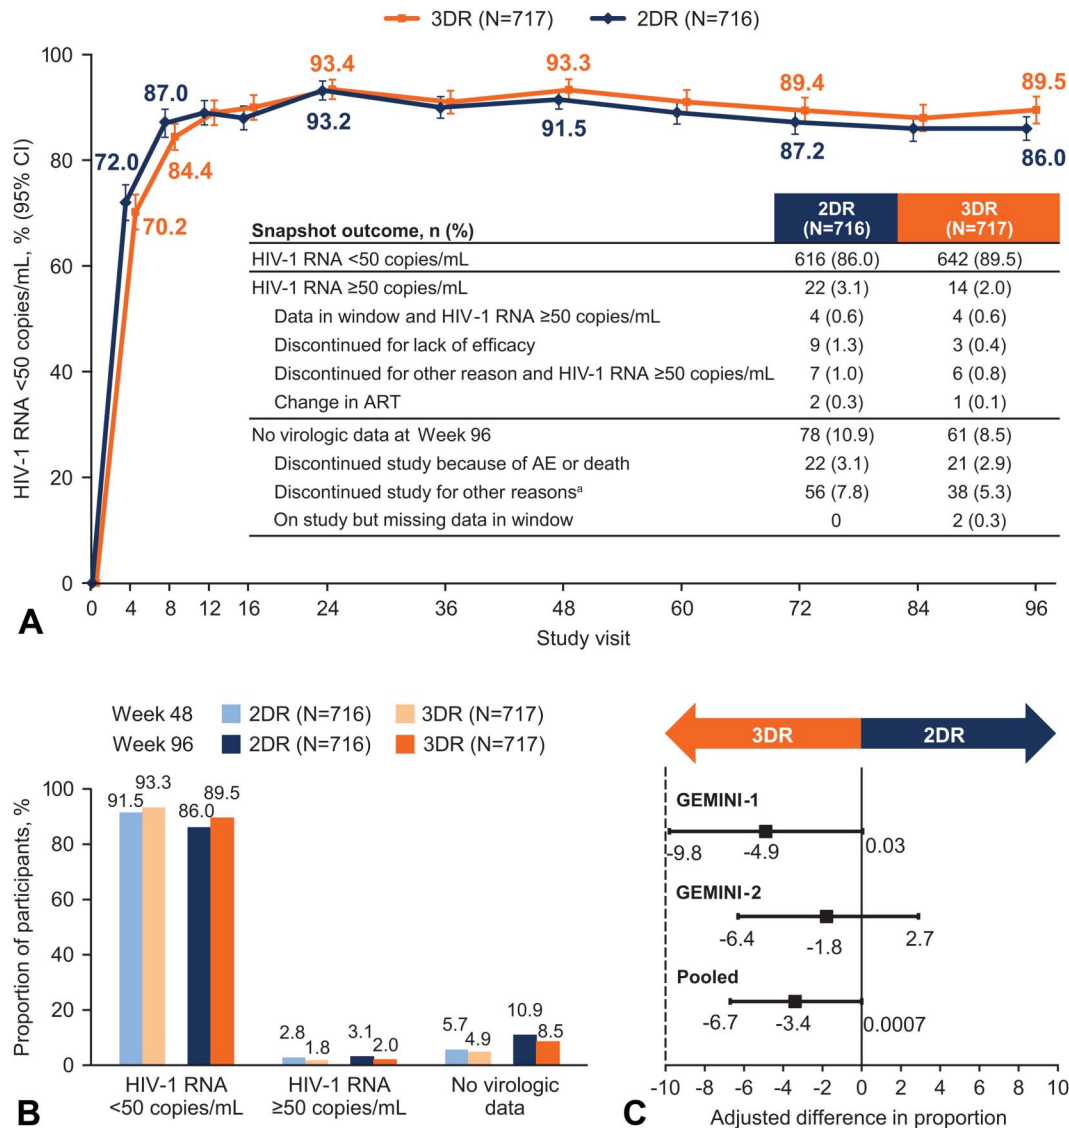 3DR (N=717) 2DR (N=716)
HIV-1 RNA <50 copies/mL, % (95% CI)
100
80
60
40
20
0
72.0
87.0
93.4
93.3
89.4
89.5
70.2
84.4
93.2
91.5
87.2
86.0
Snapshot outcome, n (%) 2DR (N=716) 3DR (N=717)
HIV-1 RNA <50 copies/mL 616 (86.0) 642 (89.5)
HIV-1 RNA ≥50 copies/mL 22 (3.1) 14 (2.0)
Data in window and HIV-1 RNA ≥50 copies/mL 4 (0.6) 4 (0.6)
Discontinued for lack of efficacy 9 (1.3) 3 (0.4)
Discontinued for other reason and HIV-1 RNA ≥50 copies/mL 7 (1.0) 6 (0.8)
Change in ART 2 (0.3) 1 (0.1)
No virologic data at Week 96 78 (10.9) 61 (8.5)
Discontinued study because of AE or death 22 (3.1) 21 (2.9)
Discontinued study for other reasonsᵃ 56 (7.8) 38 (5.3)
On study but missing data in window 0 2 (0.3)
0 4 8 12 16 24 36 48 60 72 84 96
Study visit
A
Week 48 2DR (N=716) 3DR (N=717)
Week 96 2DR (N=716) 3DR (N=717)
Proportion of participants, %
100
80
60
40
20
0
91.5 93.3 86.0 89.5
2.8 1.8 3.1 2.0
5.7 4.9 10.9 8.5
HIV-1 RNA <50 copies/mL
HIV-1 RNA ≥50 copies/mL
No virologic data
B
3DR 2DR
GEMINI-1
-9.8 -4.9 0.03
GEMINI-2
-6.4 -1.8 2.7
Pooled
-6.7 -3.4 0.0007
-10 -8 -6 -4 -2 0 2 4 6 8 10
Adjusted difference in proportion
C